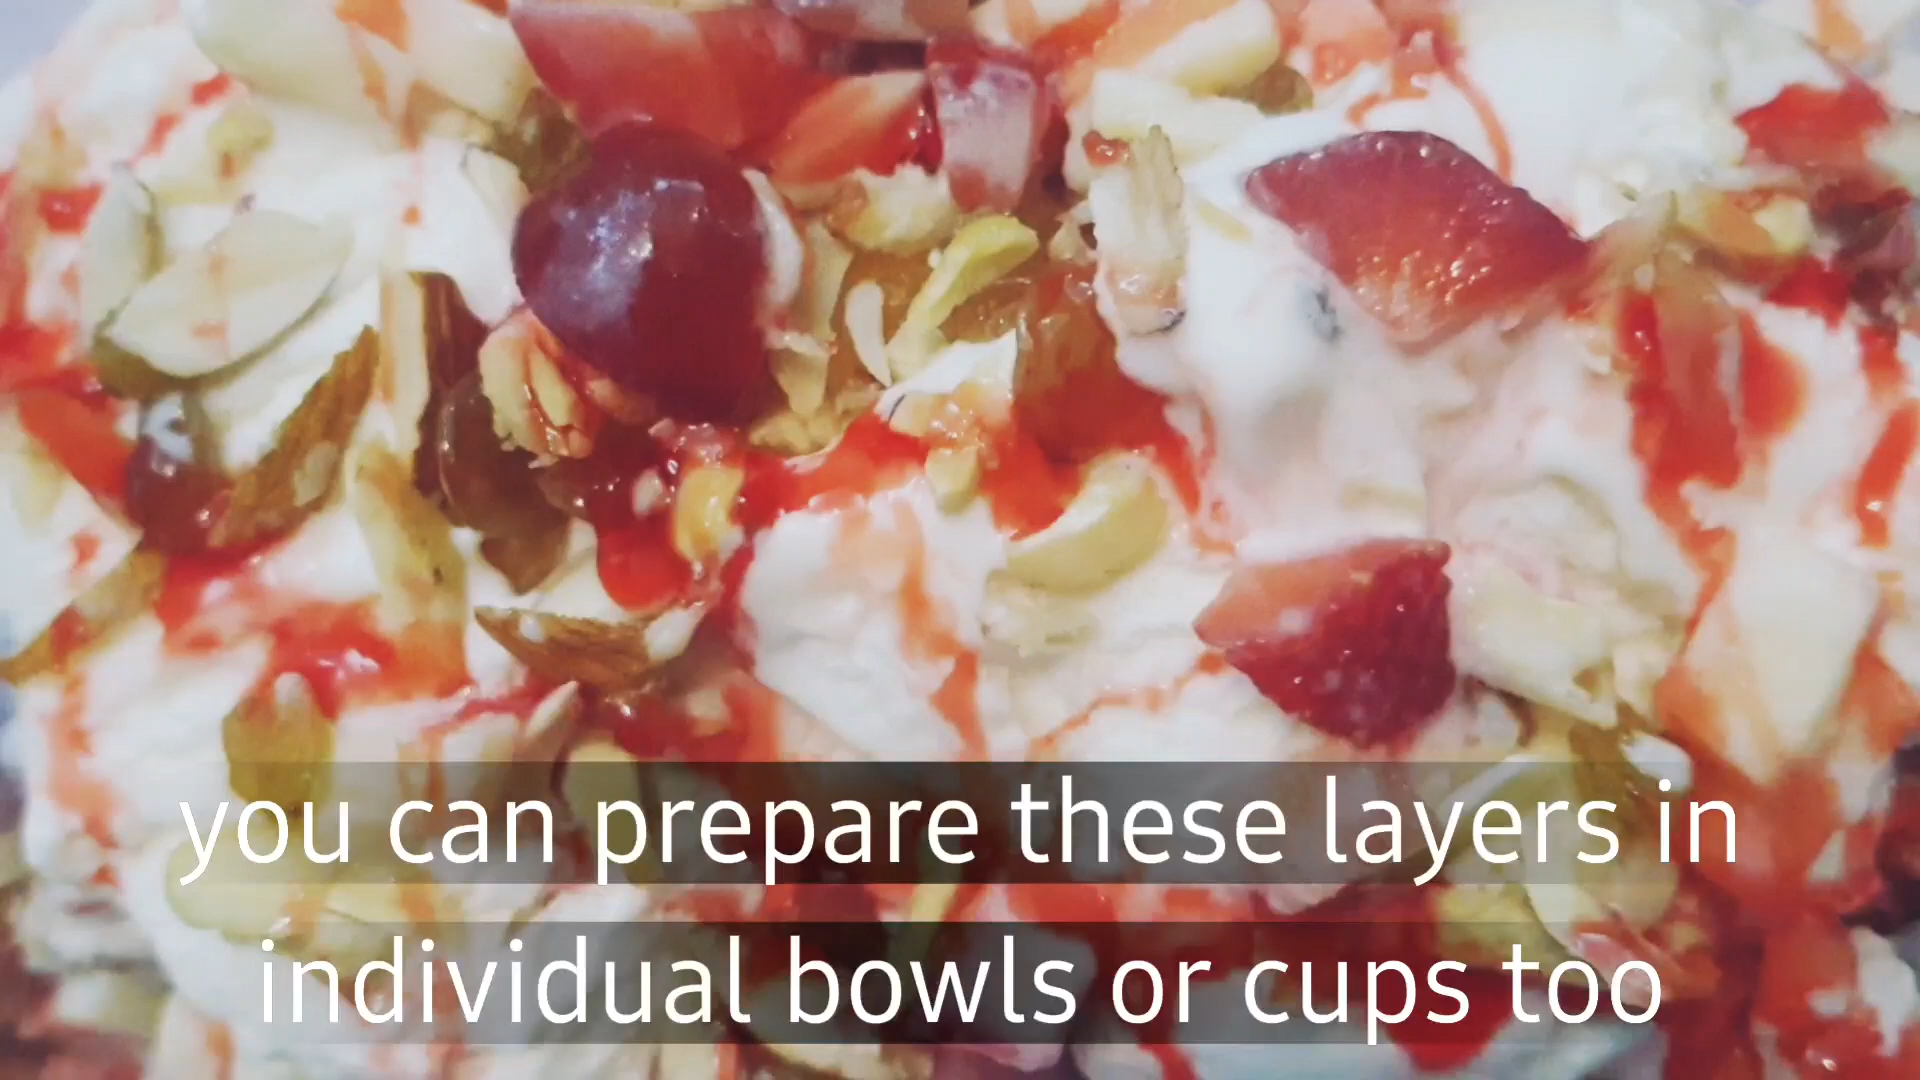 you can prepare these layers in
individual bowls or cups too